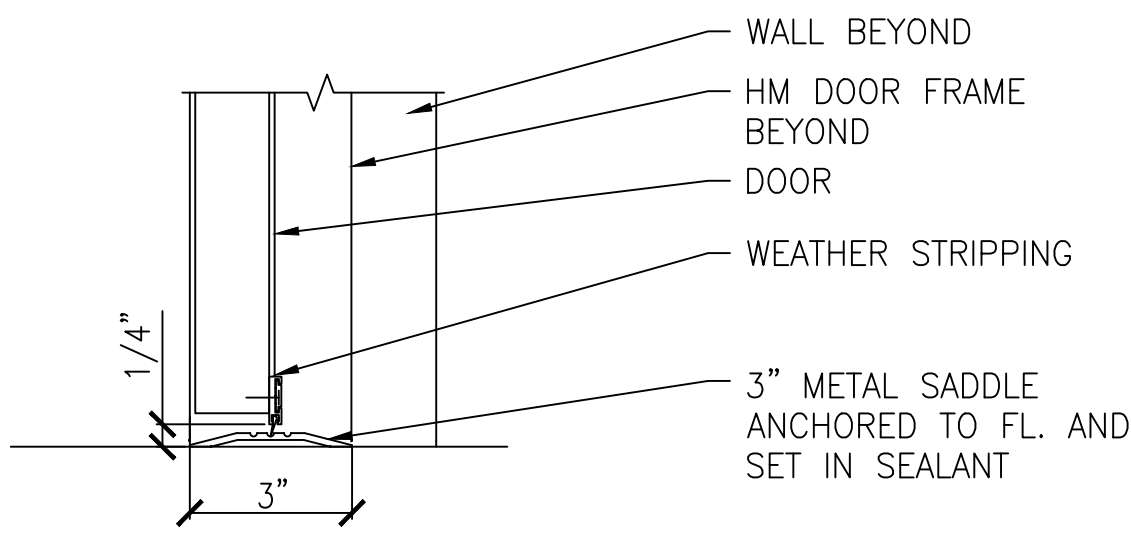 WALL BEYOND
HM DOOR FRAME
BEYOND
DOOR
WEATHER STRIPPING
1/4”
3” METAL SADDLE
ANCHORED TO FL. AND
SET IN SEALANT
3”